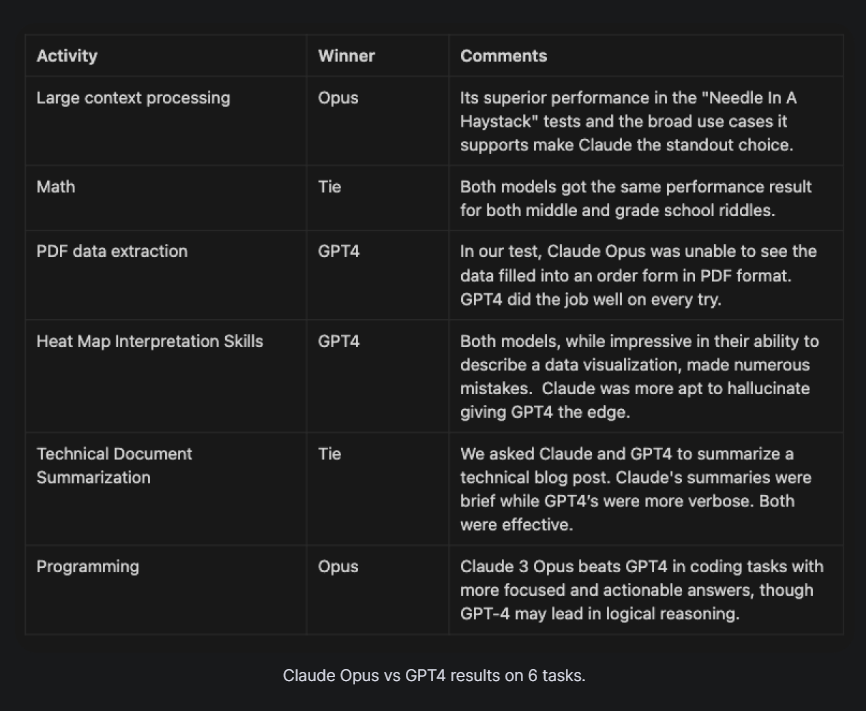 Activity
Winner
Comments
Large context processing
Opus
Its superior performance in the "Needle In A
Haystack" tests and the broad use cases it
supports make Claude the standout choice.
Math
Tie
Both models got the same performance result
for both middle and grade school riddles.
PDF data extraction
GPT4
In our test, Claude Opus was unable to see the
data filled into an order form in PDF format.
GPT4 did the job well on every try.
Heat Map Interpretation Skills
GPT4
Both models, while impressive in their ability to
describe a data visualization, made numerous
mistakes.  Claude was more apt to hallucinate
giving GPT4 the edge.
Technical Document
Summarization
Tie
We asked Claude and GPT4 to summarize a
technical blog post. Claude's summaries were
brief while GPT4's were more verbose. Both
were effective.
Programming
Opus
Claude 3 Opus beats GPT4 in coding tasks with
more focused and actionable answers, though
GPT-4 may lead in logical reasoning.
Claude Opus vs GPT4 results on 6 tasks.